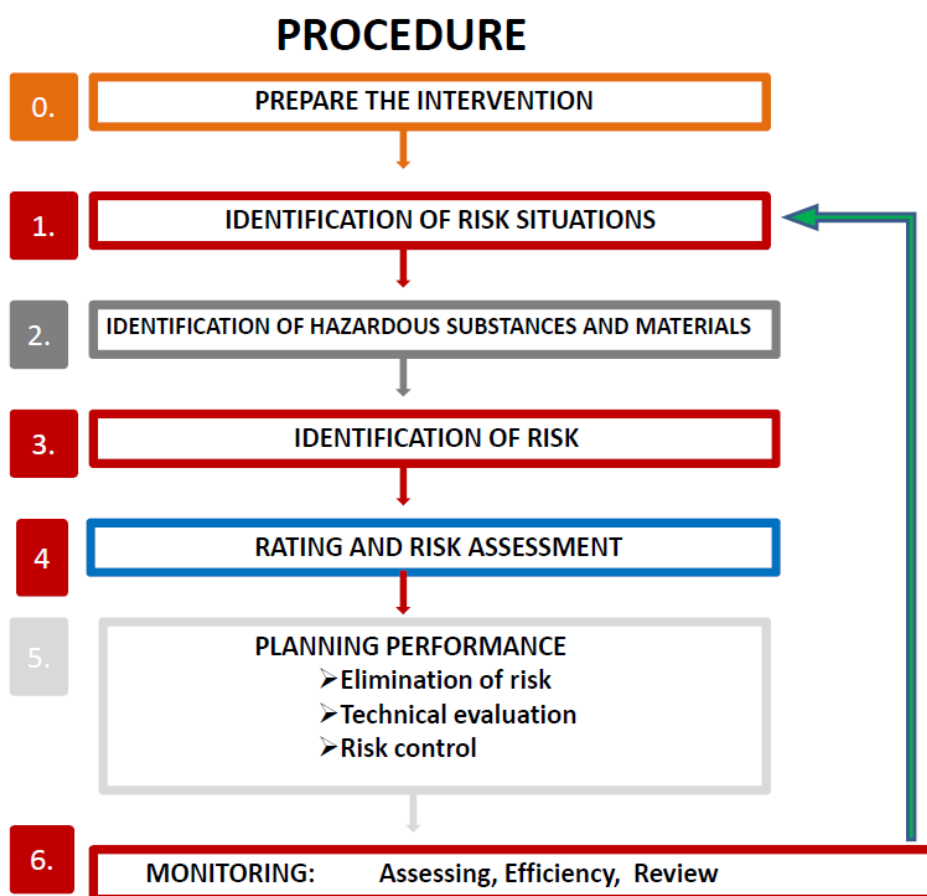 PROCEDURE
0. PREPARE THE INTERVENTION
1. IDENTIFICATION OF RISK SITUATIONS
2. IDENTIFICATION OF HAZARDOUS SUBSTANCES AND MATERIALS
3. IDENTIFICATION OF RISK
4 RATING AND RISK ASSESSMENT
5. PLANNING PERFORMANCE
➢Elimination of risk
➢Technical evaluation
➢Risk control
6. MONITORING: Assessing, Efficiency, Review